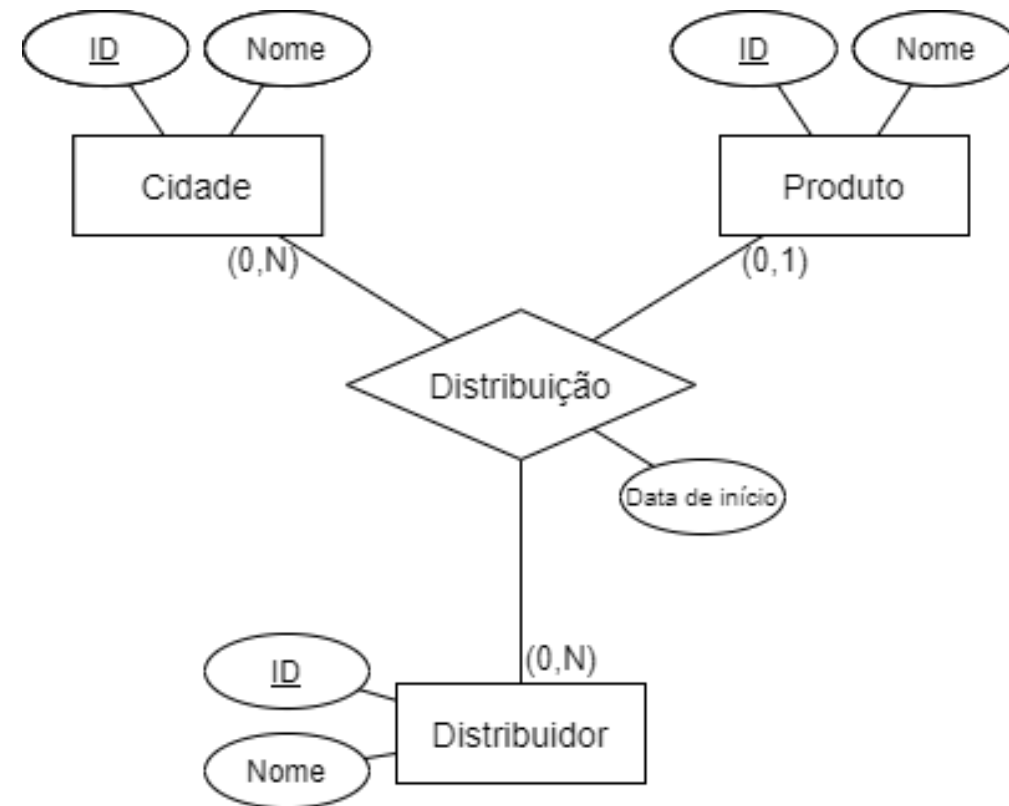 ID
Nome
ID
Nome
Cidade
Produto
(0,N)
(0,1)
Distribuição
Data de início
(0,N)
ID
Distribuidor
Nome